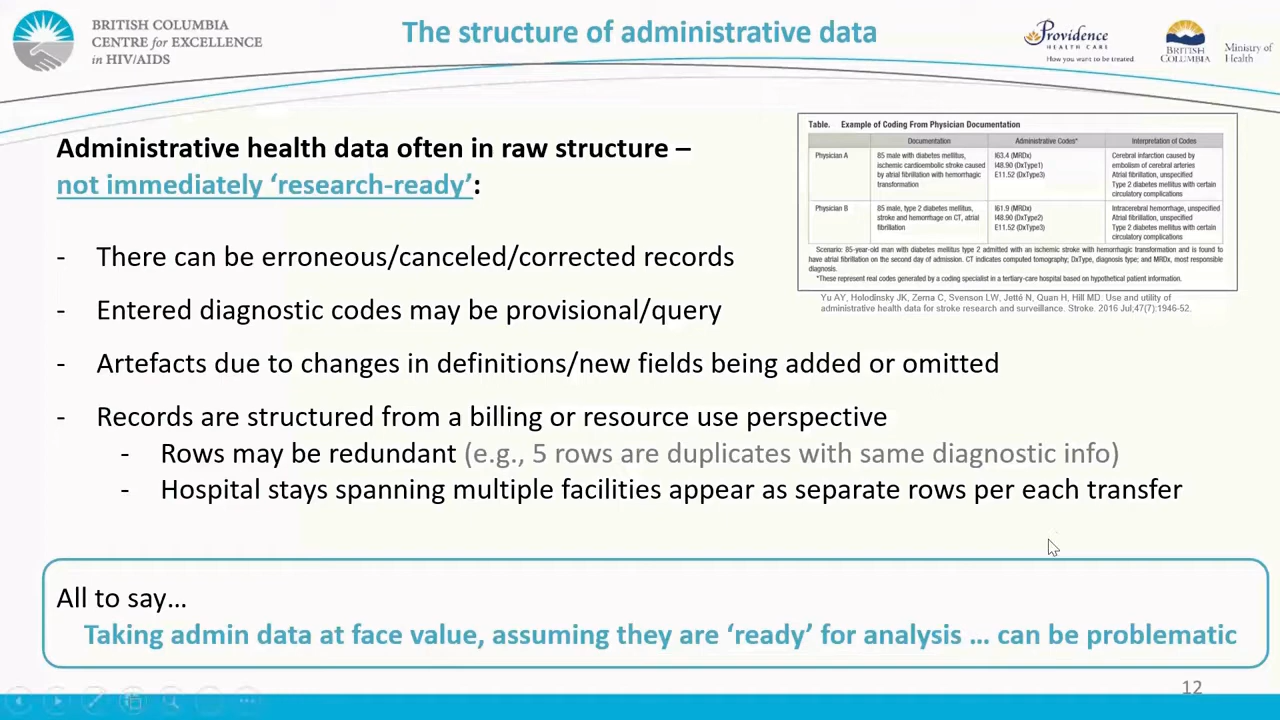 BRITISH COLUMBIA
CENTRE for EXCELLENCE
in HIV/AIDS
The structure of administrative data
Providence
HEALTH CARE
How you want to be treated.
BRITISH
COLUMBIA
Ministry of
Health
Administrative health data often in raw structure –
not immediately ‘research-ready’:
- There can be erroneous/canceled/corrected records
- Entered diagnostic codes may be provisional/query
- Artefacts due to changes in definitions/new fields being added or omitted
- Records are structured from a billing or resource use perspective
- Rows may be redundant (e.g., 5 rows are duplicates with same diagnostic info)
- Hospital stays spanning multiple facilities appear as separate rows per each transfer
Table. Example of Coding From Physician Documentation
Documentation Administrative Codes* Interpretation of Codes
Physician A 85 male with diabetes mellitus, I63.4 (MRDx) Cerebral infarction caused by
ischemic cardioembolic stroke caused I48.90 (DxType1) embolism of cerebral arteries
by atrial fibrillation with hemorrhagic E11.52 (DxType3) Atrial fibrillation, unspecified
transformation Type 2 diabetes mellitus with certain
circulatory complications
Physician B 85 male, type 2 diabetes mellitus, I61.9 (MRDx) Intracerebral hemorrhage, unspecified
stroke and hemorrhage on CT, atrial I48.90 (DxType2) Atrial fibrillation, unspecified
fibrillation E11.52 (DxType3) Type 2 diabetes mellitus with certain
circulatory complications
Scenario: 85-year-old man with diabetes mellitus type 2 admitted with an ischemic stroke with hemorrhagic transformation and is found to
have atrial fibrillation on the second day of admission. CT indicates computed tomography; DxType, diagnosis type; and MRDx, most responsible
diagnosis.
*These represent real codes generated by a coding specialist in a tertiary-care hospital based on hypothetical patient information.
Yu AY, Holodinsky JK, Zerna C, Svenson LW, Jetté N, Quan H, Hill MD. Use and utility of
administrative health data for stroke research and surveillance. Stroke. 2016 Jul;47(7):1946-52.
All to say…
Taking admin data at face value, assuming they are ‘ready’ for analysis … can be problematic
12